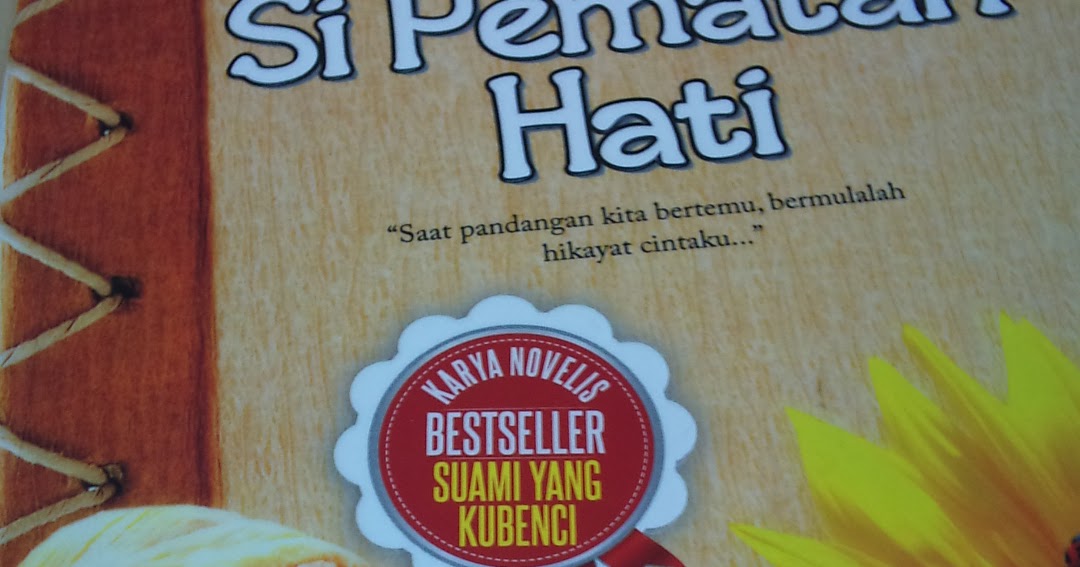 Si Pematah
Hati
“Saat pandangan kita bertemu, bermulalah
hikayat cintaku...”
KARYA NOVELIS
BESTSELLER
SUAMI YANG
KUBENCI